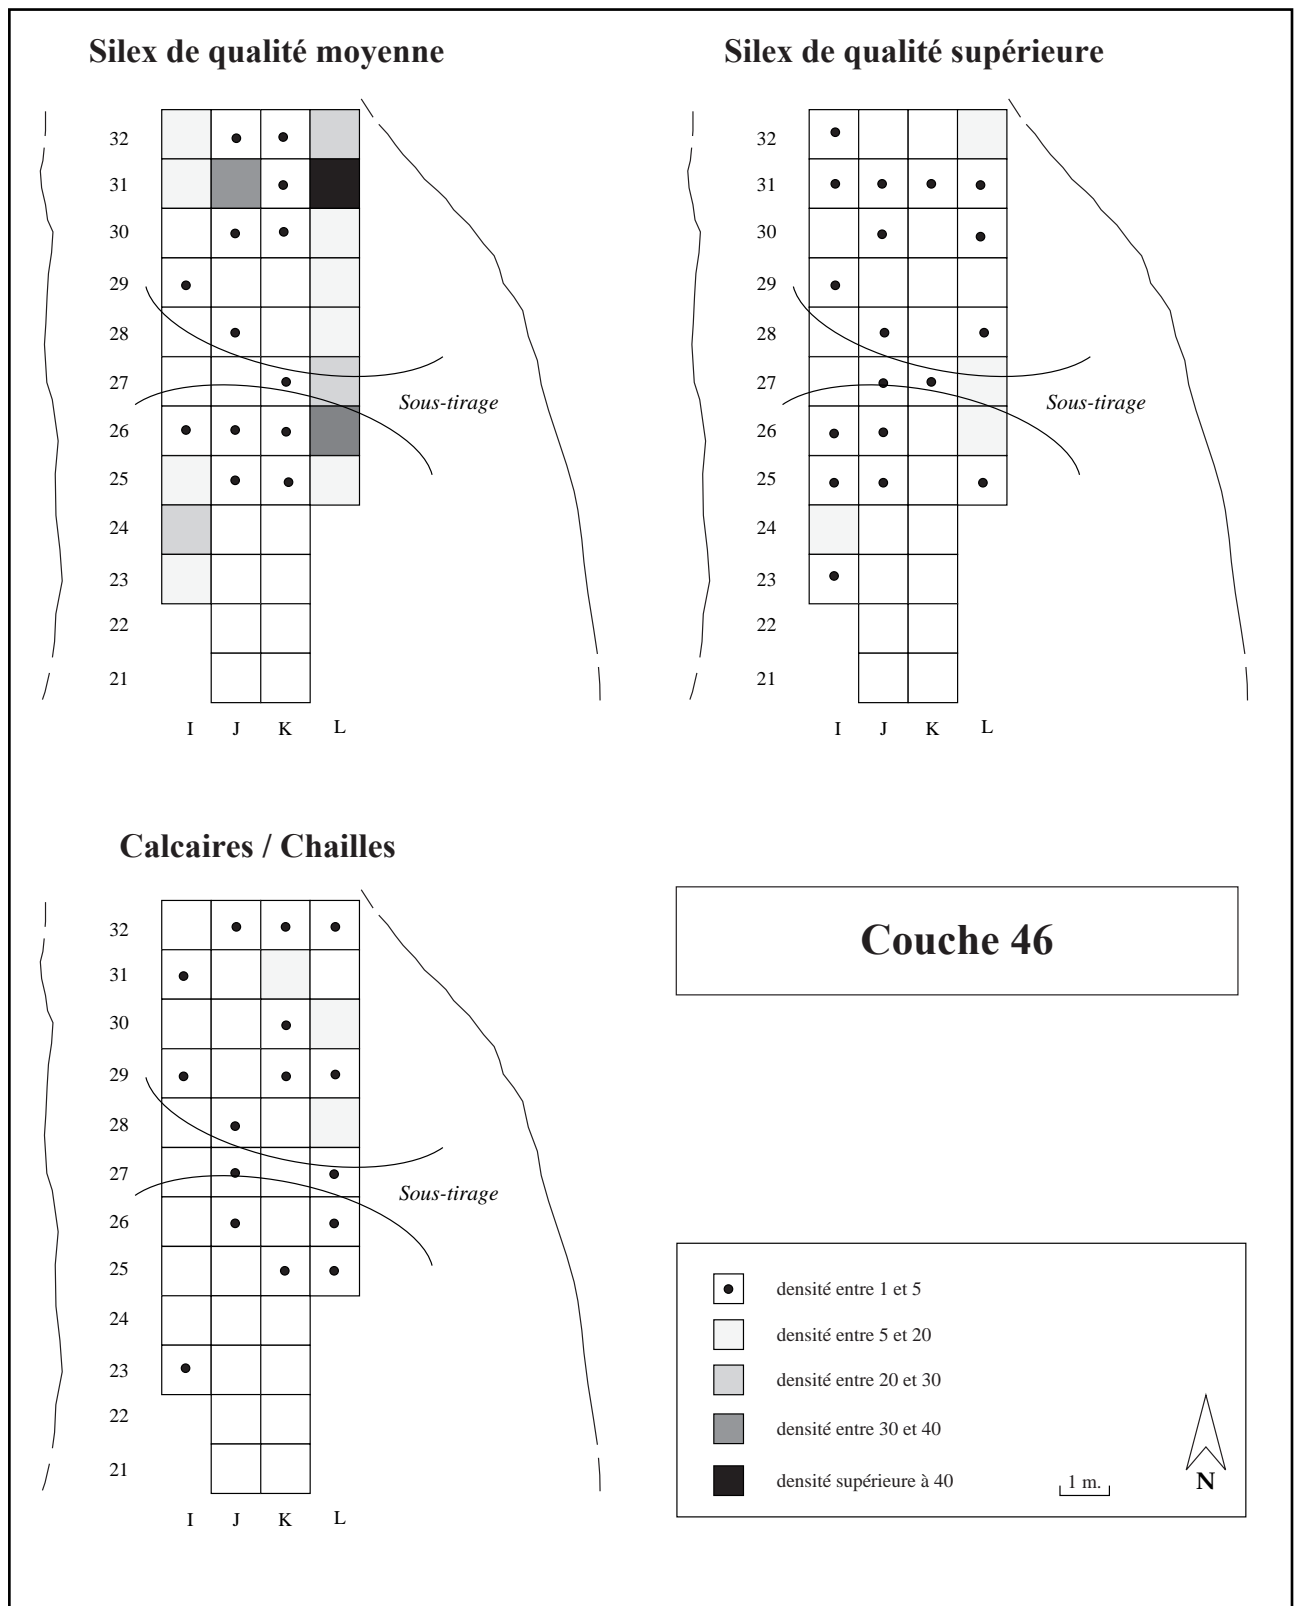 Silex de qualité moyenne
32
31
30
29
28
27
26
25
24
23
22
21
I J K L
Sous-tirage
Silex de qualité supérieure
32
31
30
29
28
27
26
25
24
23
22
21
I J K L
Sous-tirage
Calcaires / Chailles
32
31
30
29
28
27
26
25
24
23
22
21
I J K L
Sous-tirage
Couche 46
densité entre 1 et 5
densité entre 5 et 20
densité entre 20 et 30
densité entre 30 et 40
densité supérieure à 40
1 m.
N